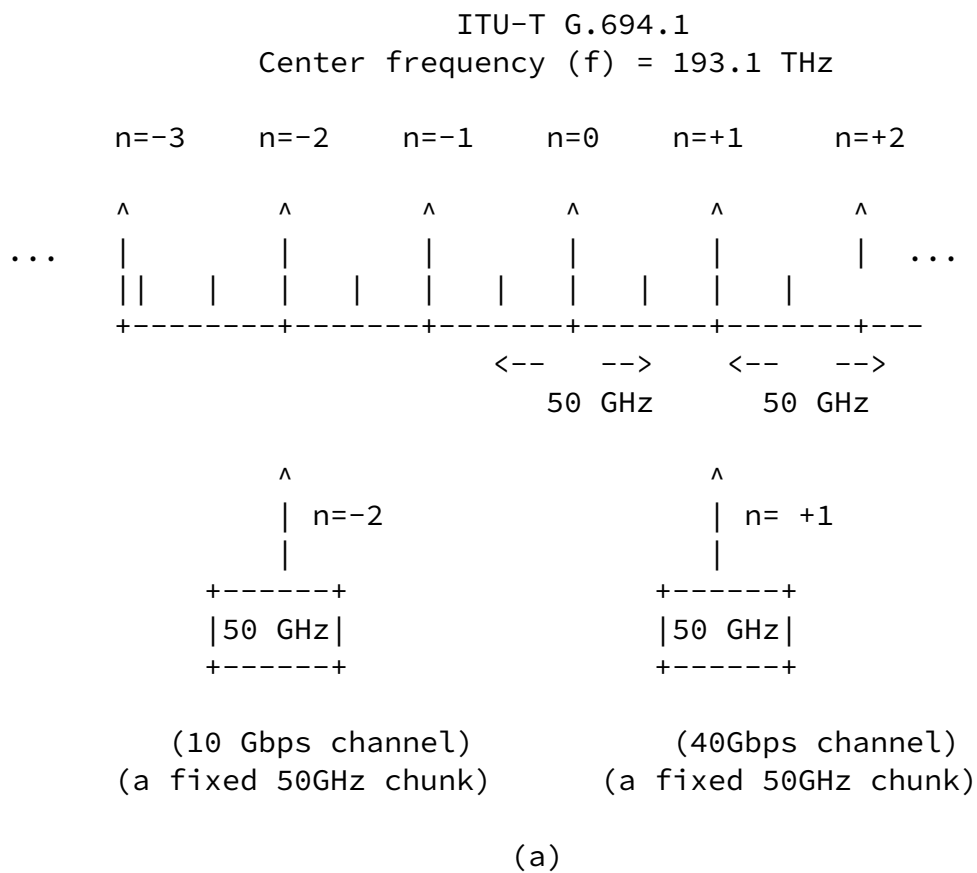 ITU-T G.694.1
Center frequency (f) = 193.1 THz
n=-3 n=-2 n=-1 n=0 n=+1 n=+2
^ ^ ^ ^ ^ ^
... | | | | | | ...
|| | | | | | | | | |
+--------+-------+-------+-------+-------+---
<-- --> <-- -->
50 GHz 50 GHz
^ ^
| n=-2 | n= +1
| |
+------+ +------+
|50 GHz| |50 GHz|
+------+ +------+
(10 Gbps channel) (40Gbps channel)
(a fixed 50GHz chunk) (a fixed 50GHz chunk)
(a)